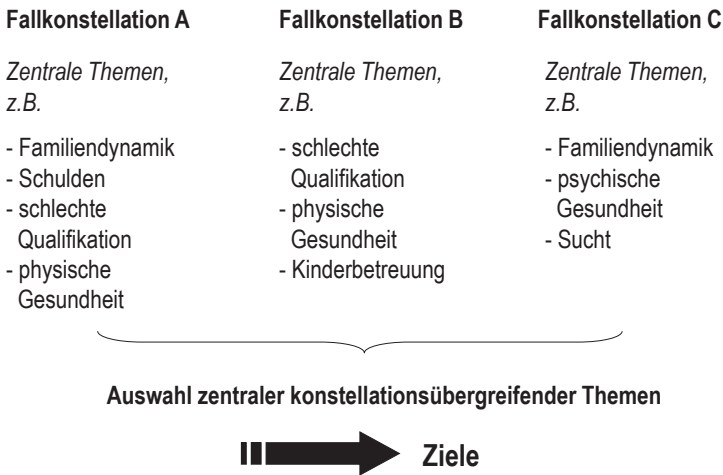 Fallkonstellation A
Zentrale Themen,
z.B.
- Familiendynamik
- Schulden
- schlechte
Qualifikation
- physische
Gesundheit
Fallkonstellation B
Zentrale Themen,
z.B.
- schlechte
Qualifikation
- physische
Gesundheit
- Kinderbetreuung
Fallkonstellation C
Zentrale Themen,
z.B.
- Familiendynamik
- psychische
Gesundheit
- Sucht
Auswahl zentraler konstellationsübergreifender Themen
Ziele